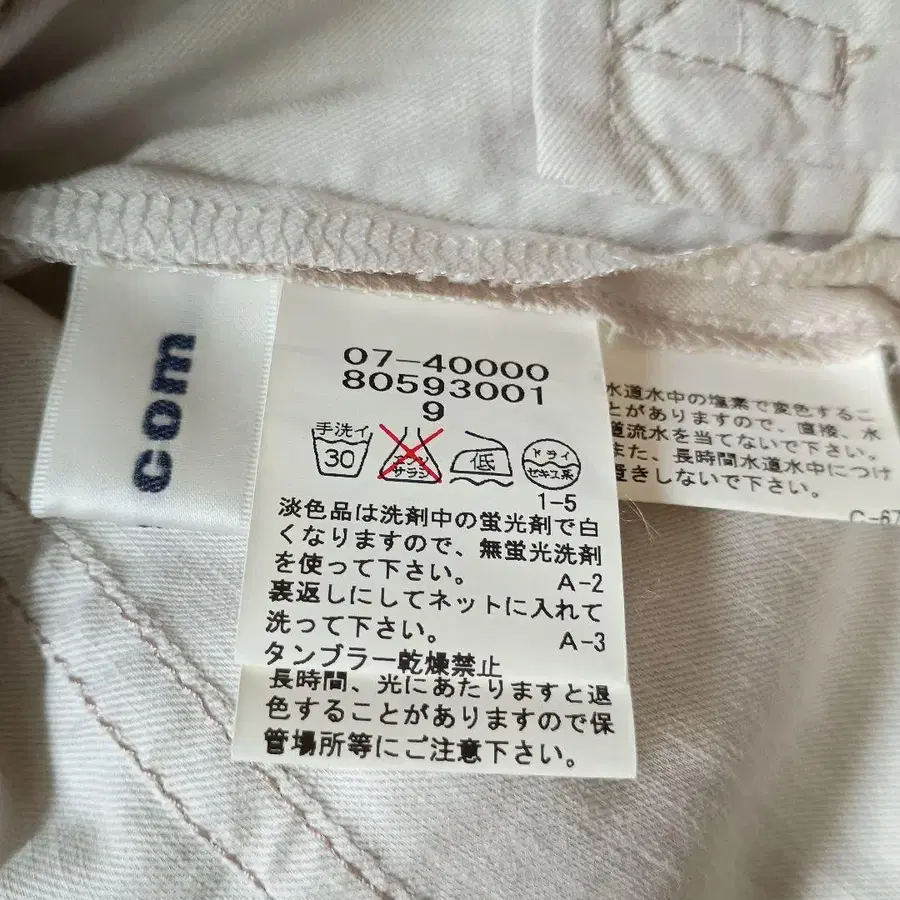 com
07-40000
80593001
9
手洗イ
30
エンソ
サラシ
低
ドライ
セキユ系
1-5
淡色品は洗剤中の蛍光剤で白
くなりますので、無蛍光洗剤
を使って下さい。 A-2
裏返しにしてネットに入れて
洗って下さい。 A-3
タンブラー乾燥禁止
長時間、光にあたりますと退
色することがありますので保
管場所等にご注意下さい。
水道水中の塩素で変色するこ
とがありますので、直接、水
道流水を当てないで下さい。
また、長時間水道水中につけ
置きしないで下さい。
C-67